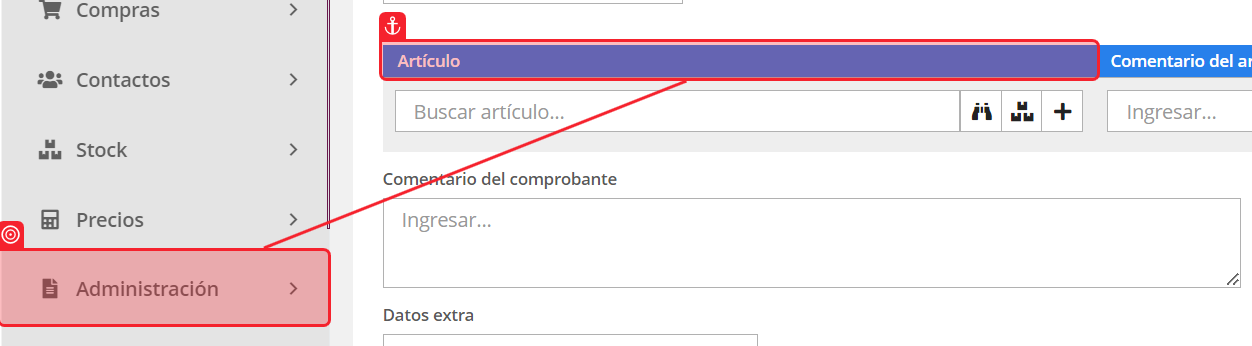 Compras
Contactos
Stock
Precios
Administración
Artículo
Comentario del ar
Buscar artículo...
Ingresar...
Comentario del comprobante
Ingresar...
Datos extra